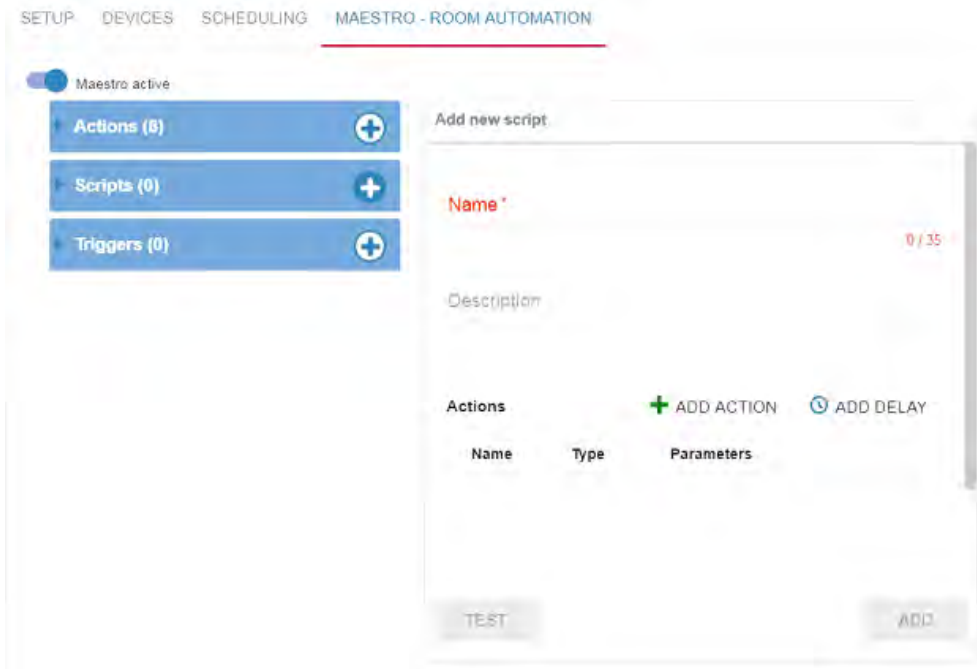 SETUP DEVICES SCHEDULING MAESTRO - ROOM AUTOMATION
Maestro active
Actions (8)
Scripts (0)
Triggers (0)
Add new script
Name *
0 / 35
Description
Actions ADD ACTION ADD DELAY
Name Type Parameters
TEST ADD